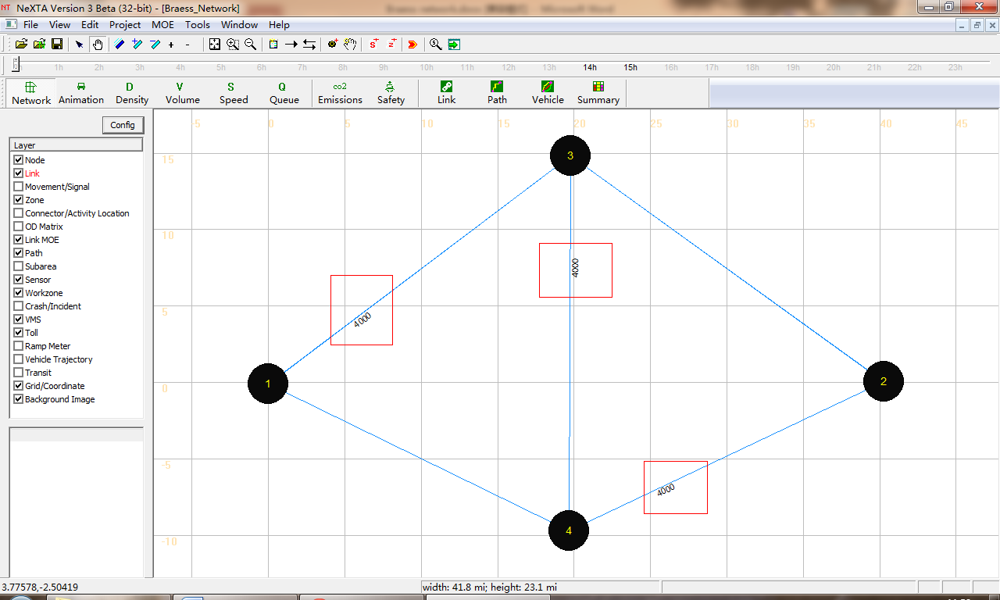 NeXTA Version 3 Beta (32-bit) - [Braess_Network]
File View Edit Project MOE Tools Window Help
1h 2h 3h 4h 5h 6h 7h 8h 9h 10h 11h 12h 13h 14h 15h 16h 17h 18h 19h 20h 21h 22h 23h
Network Animation Density Volume Speed Queue Emissions Safety Link Path Vehicle Summary
Config
Layer
Node
Link
Movement/Signal
Zone
Connector/Activity Location
OD Matrix
Link MOE
Path
Subarea
Sensor
Workzone
Crash/Incident
VMS
Toll
Ramp Meter
Vehicle Trajectory
Transit
Grid/Coordinate
Background Image
-5 0 5 10 15 20 25 30 35 40 45
15
10
5
0
-5
-10
3
4000
4000
1
2
4000
4
3.77578,-2.50419
width: 41.8 mi; height: 23.1 mi